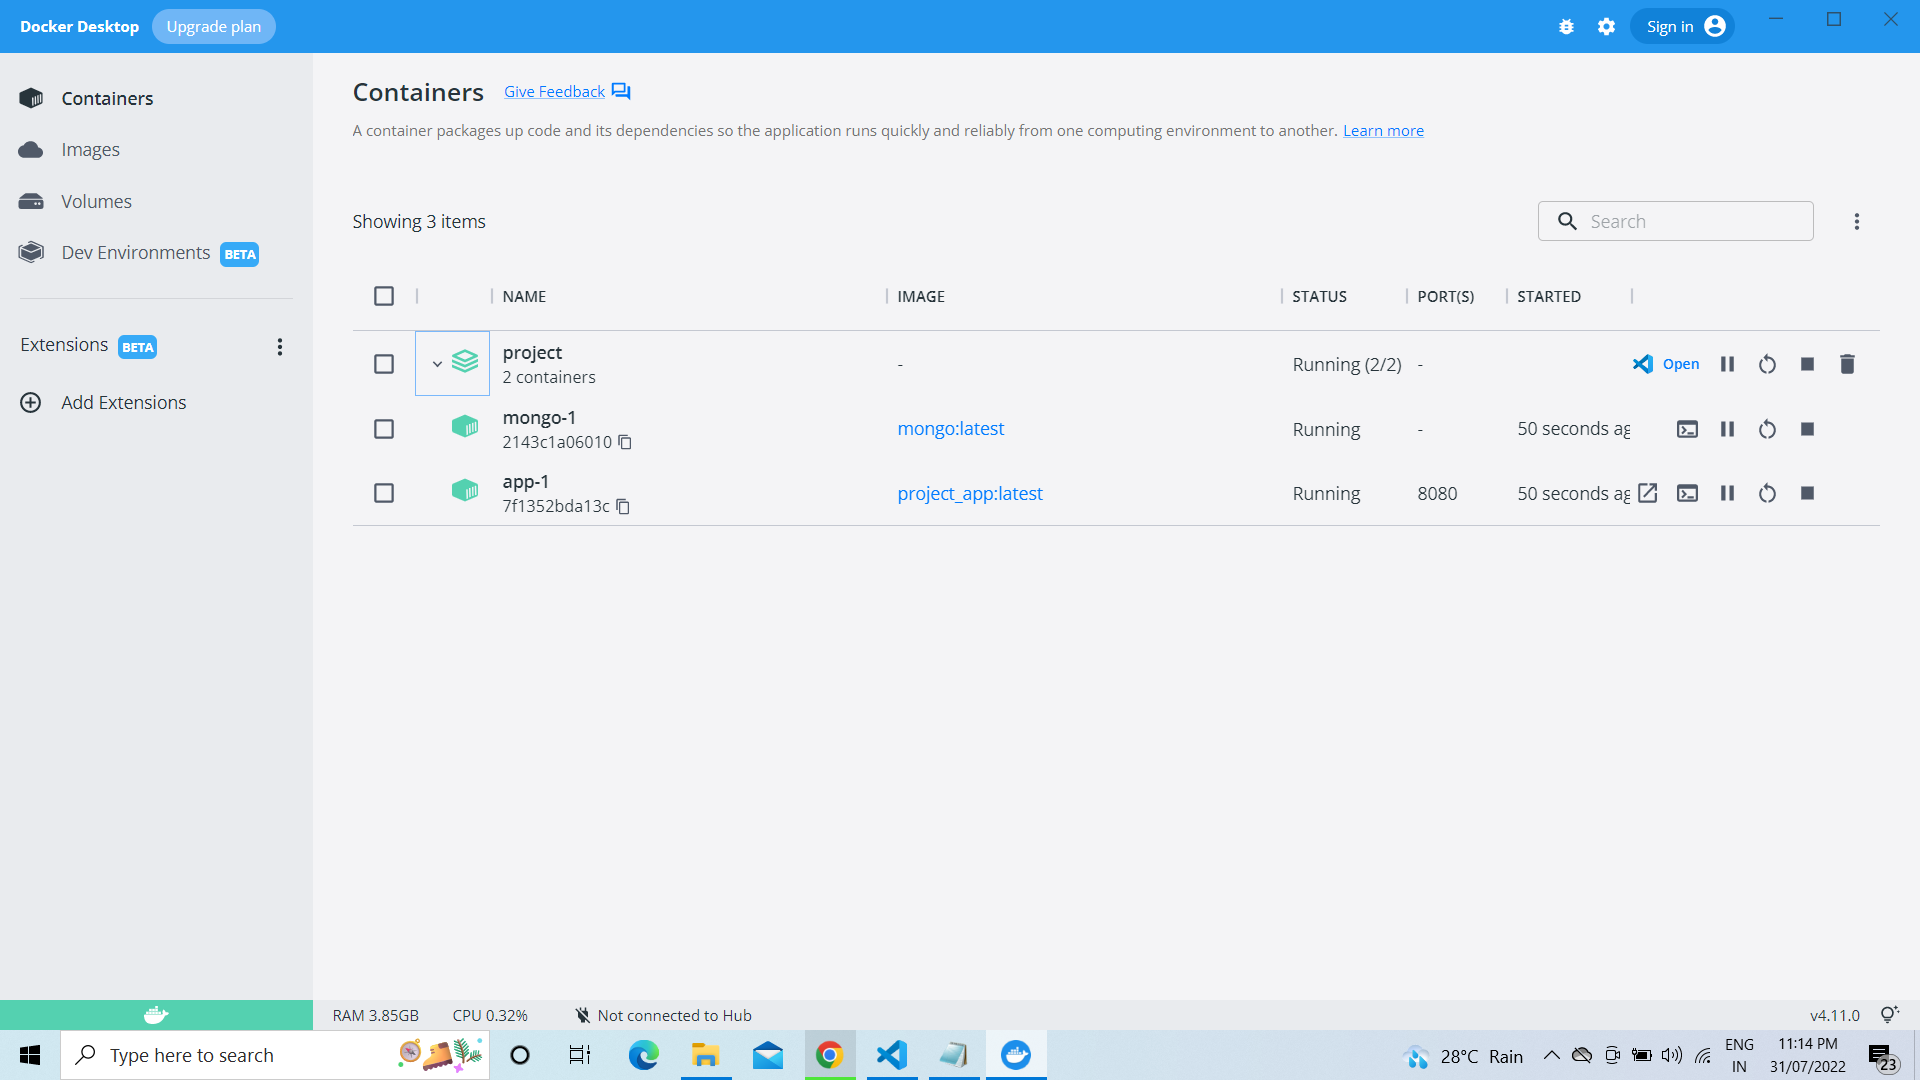 Docker Desktop Upgrade plan Sign in
Containers Give Feedback
A container packages up code and its dependencies so the application runs quickly and reliably from one computing environment to another. Learn more
Containers
Images
Volumes
Dev Environments BETA
Extensions BETA
Add Extensions
Showing 3 items Search
NAME IMAGE STATUS PORT(S) STARTED
project
2 containers
- Running (2/2) - Open
mongo-1
2143c1a06010
mongo:latest Running - 50 seconds ag
app-1
7f1352bda13c
project_app:latest Running 8080 50 seconds ag
RAM 3.85GB CPU 0.32% Not connected to Hub v4.11.0
Type here to search
28°C Rain
ENG
IN
11:14 PM
31/07/2022
23